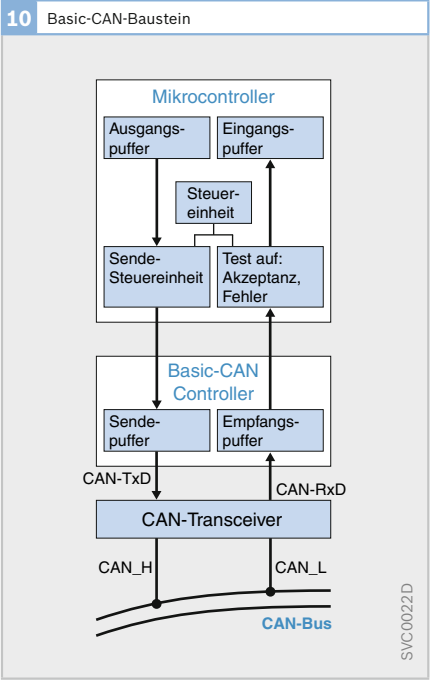 10 Basic-CAN-Baustein
Mikrocontroller
Ausgangs-
puffer
Eingangs-
puffer
Steuer-
einheit
Sende-
Steuereinheit
Test auf:
Akzeptanz,
Fehler
Basic-CAN
Controller
Sende-
puffer
Empfangs-
puffer
CAN-TxD
CAN-RxD
CAN-Transceiver
CAN_H
CAN_L
CAN-Bus
SVC0022D